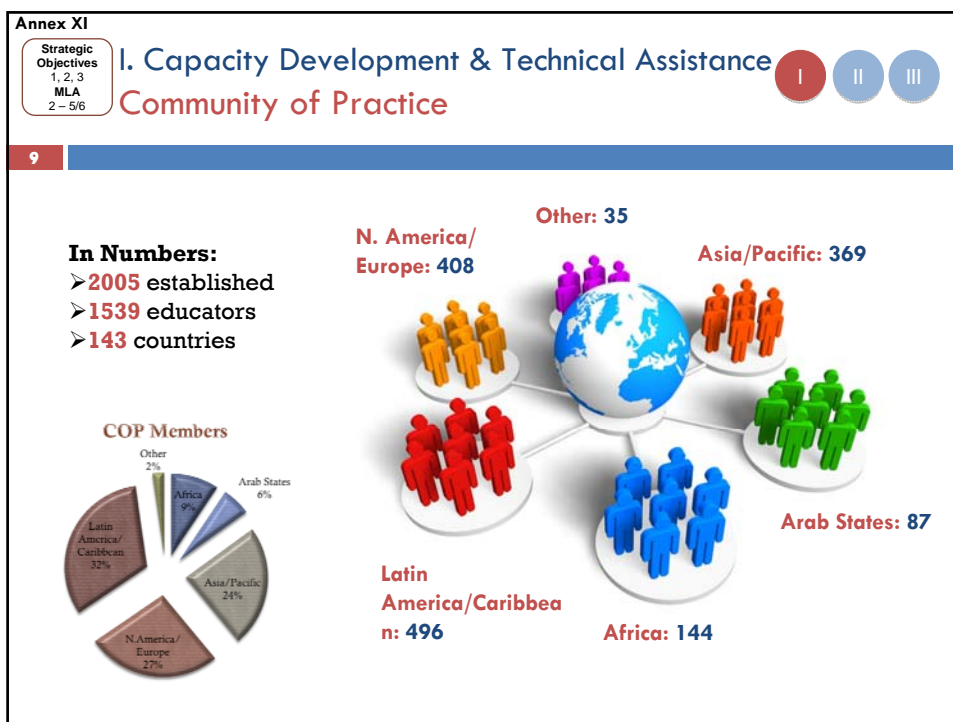 Annex XI
Strategic
Objectives
1, 2, 3
MLA
2 – 5/6
I. Capacity Development & Technical Assistance
Community of Practice
I
II
III
9
In Numbers:
➢2005 established
➢1539 educators
➢143 countries
N. America/
Europe: 408
Other: 35
Asia/Pacific: 369
Arab States: 87
Africa: 144
Latin
America/Caribbea
n: 496
COP Members
Other
2%
Africa
9%
Arab States
6%
Asia/Pacific
24%
N.America/
Europe
27%
Latin
America/
Caribbean
32%